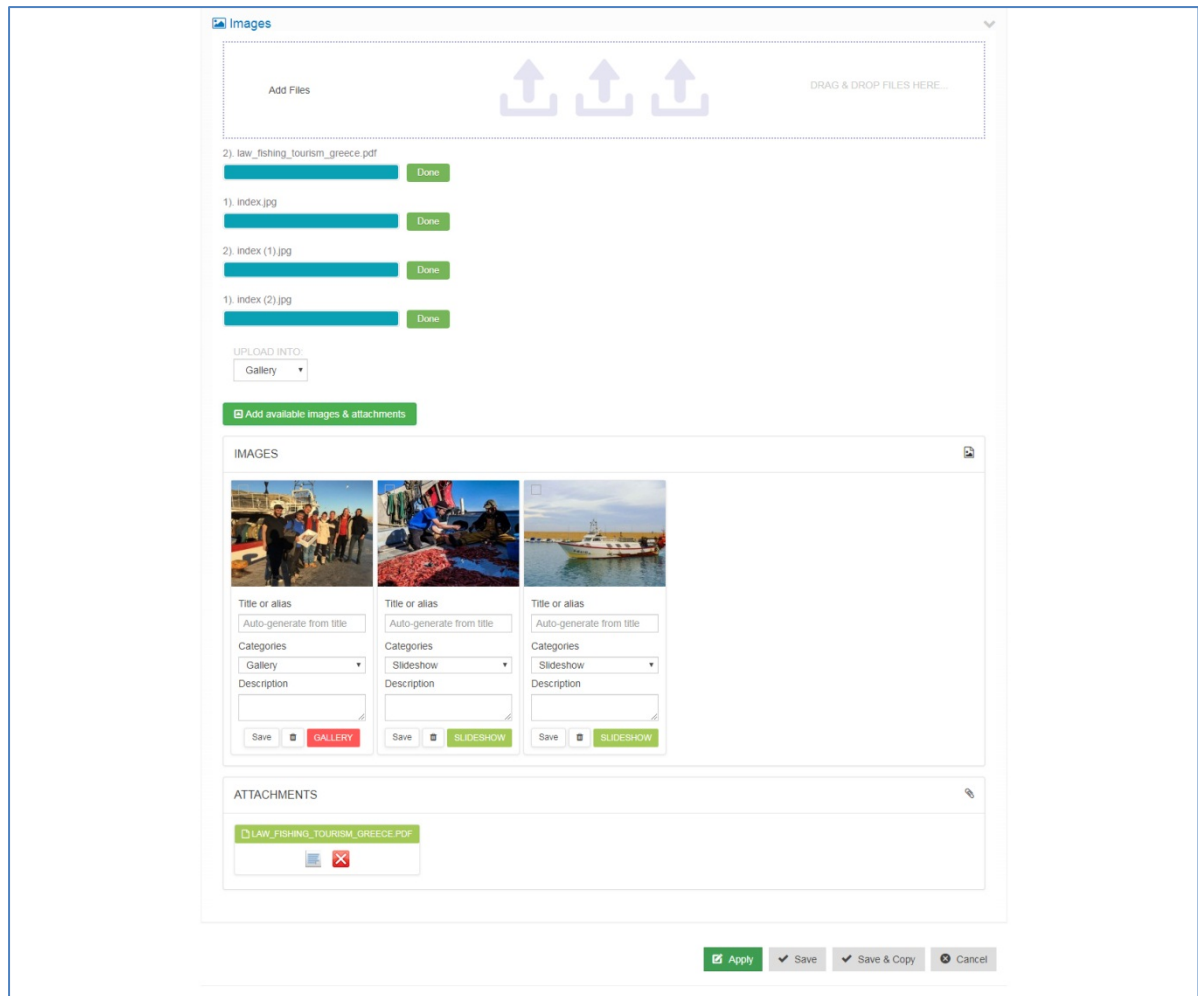 Images
Add Files
DRAG & DROP FILES HERE...
2). law_fishing_tourism_greece.pdf
Done
1). index.jpg
Done
2). index (1).jpg
Done
1). index (2).jpg
Done
UPLOAD INTO:
Gallery
Add available images & attachments
IMAGES
Title or alias Title or alias Title or alias
Auto-generate from title Auto-generate from title Auto-generate from title
Categories Categories Categories
Gallery Slideshow Slideshow
Description Description Description
Save GALLERY Save SLIDESHOW Save SLIDESHOW
ATTACHMENTS
LAW_FISHING_TOURISM_GREECE.PDF
Apply Save Save & Copy Cancel